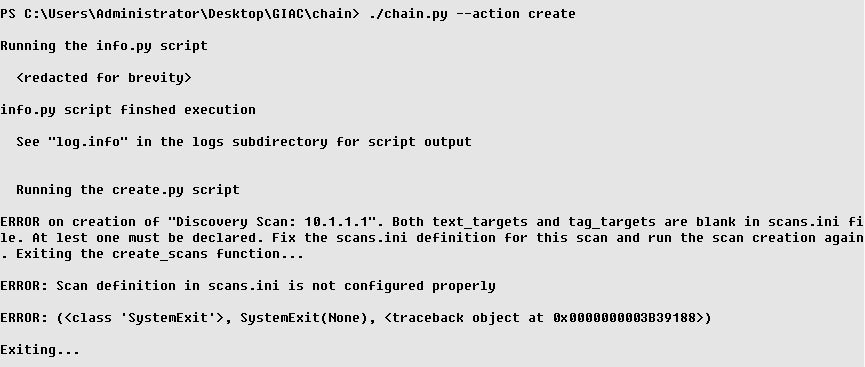 PS C:\Users\Administrator\Desktop\GIAC\chain> ./chain.py --action create
Running the info.py script
<redacted for brevity>
info.py script finshed execution
See "log.info" in the logs subdirectory for script output
Running the create.py script
ERROR on creation of "Discovery Scan: 10.1.1.1". Both text_targets and tag_targets are blank in scans.ini fi
le. At lest one must be declared. Fix the scans.ini definition for this scan and run the scan creation again
. Exiting the create_scans function...
ERROR: Scan definition in scans.ini is not configured properly
ERROR: (<class 'SystemExit'>, SystemExit(None), <traceback object at 0x0000000003B39188>)
Exiting...